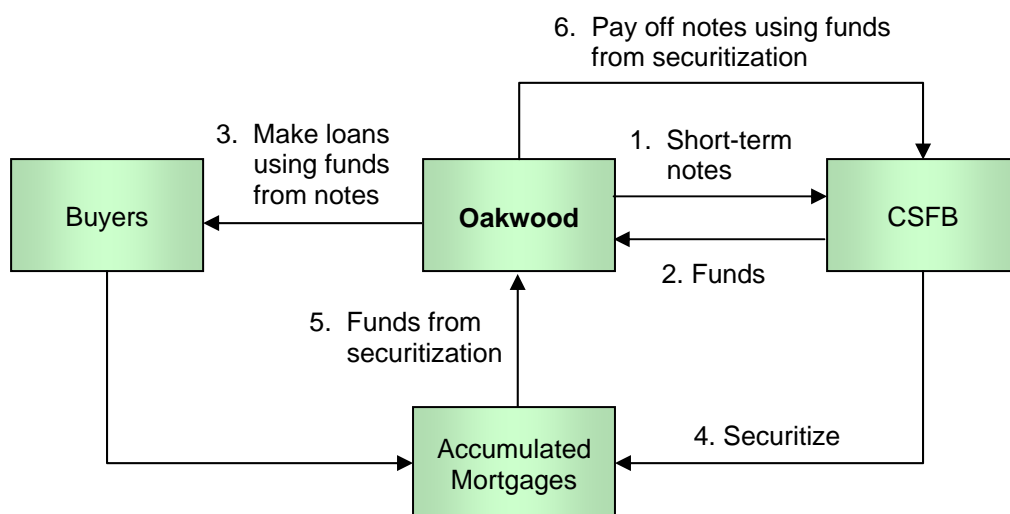 6. Pay off notes using funds
from securitization
3. Make loans
using funds
from notes
1. Short-term
notes
Buyers
Oakwood
CSFB
2. Funds
5. Funds from
securitization
4. Securitize
Accumulated
Mortgages